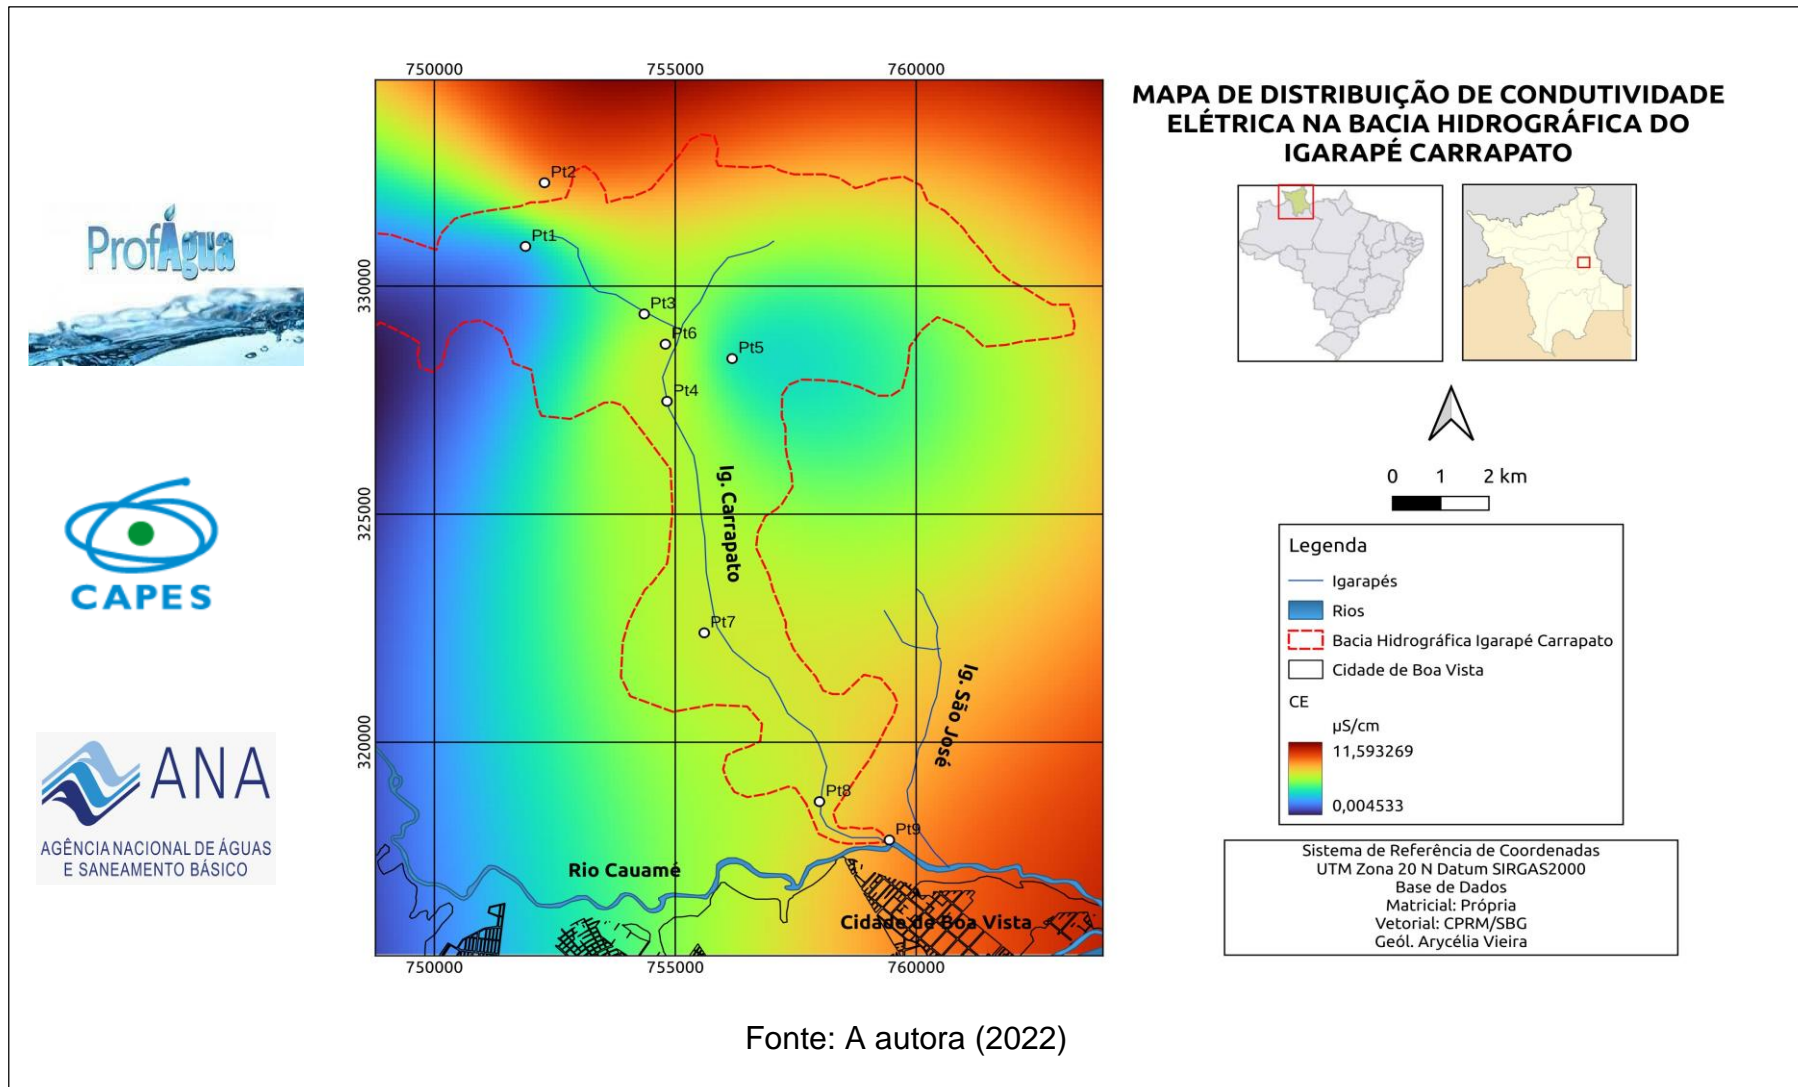 750000
755000
760000
MAPA DE DISTRIBUIÇÃO DE CONDUTIVIDADE
ELÉTRICA NA BACIA HIDROGRÁFICA DO
IGARAPÉ CARRAPATO
ProfÁgua
CAPES
ANA
AGÊNCIA NACIONAL DE ÁGUAS
E SANEAMENTO BÁSICO
330000
325000
320000
Pt2
Pt1
Pt3
Pt6
Pt5
Pt4
Ig. Carrapato
Pt7
Ig. São José
Pt8
Pt9
Rio Cauamé
Cidade de Boa Vista
750000
755000
760000
0 1 2 km
Legenda
Igarapés
Rios
Bacia Hidrográfica Igarapé Carrapato
Cidade de Boa Vista
CE
µS/cm
11,593269
0,004533
Sistema de Referência de Coordenadas
UTM Zona 20 N Datum SIRGAS2000
Base de Dados
Matricial: Própria
Vetorial: CPRM/SBG
Geól. Arycélia Vieira
Fonte: A autora (2022)